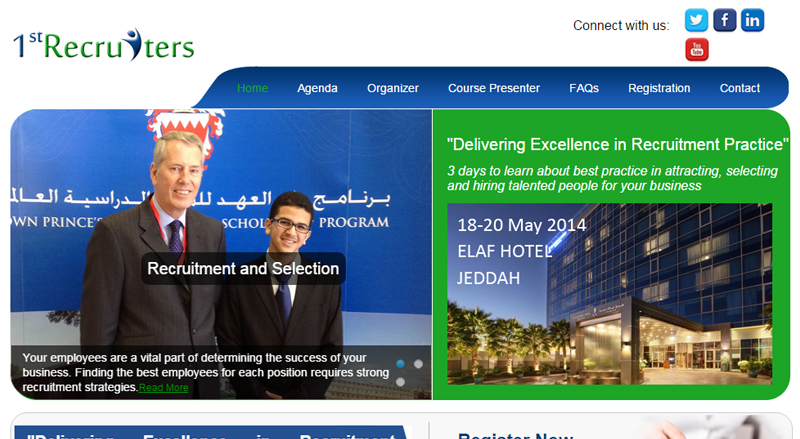 Connect with us:
You
Tube
1st Recruiters
Home Agenda Organizer Course Presenter FAQs Registration Contact
برنامج العهد الدراسية
PRINCE'S PROGRAM
Recruitment and Selection
Your employees are a vital part of determining the success of your
business. Finding the best employees for each position requires strong
recruitment strategies.Read More
"Delivering Excellence in Recruitment Practice"
3 days to learn about best practice in attracting, selecting
and hiring talented people for your business
18-20 May 2014
ELAF HOTEL
JEDDAH
"Delivering Excellence in Recruitment
Register Now